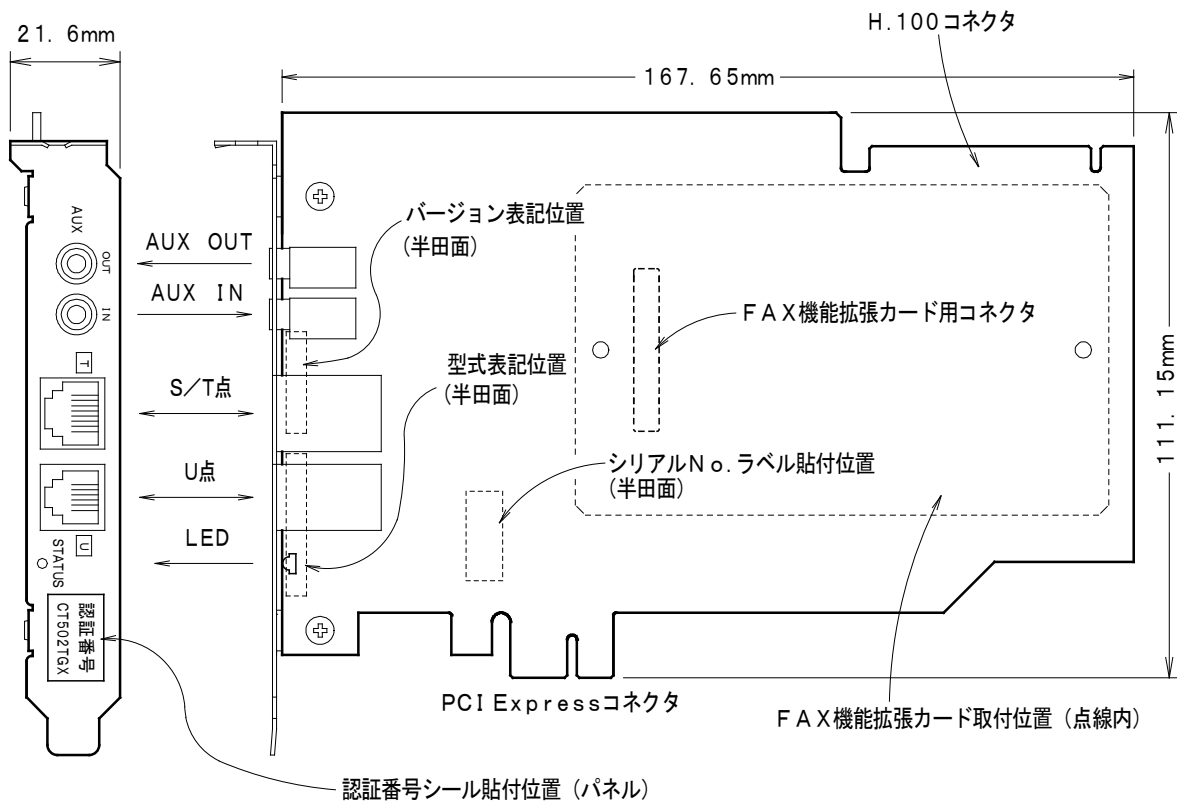 21.6mm
H.100コネクタ
167.65mm
バージョン表記位置
(半田面)
AUX
OUT
IN
AUX OUT
AUX IN
FAX機能拡張カード用コネクタ
111.15mm
T
S/T点
型式表記位置
(半田面)
U点
シリアルNo.ラベル貼付位置
(半田面)
U
LED
STATUS
認証番号
CT502TGX
PCI Expressコネクタ
FAX機能拡張カード取付位置(点線内)
認証番号シール貼付位置(パネル)